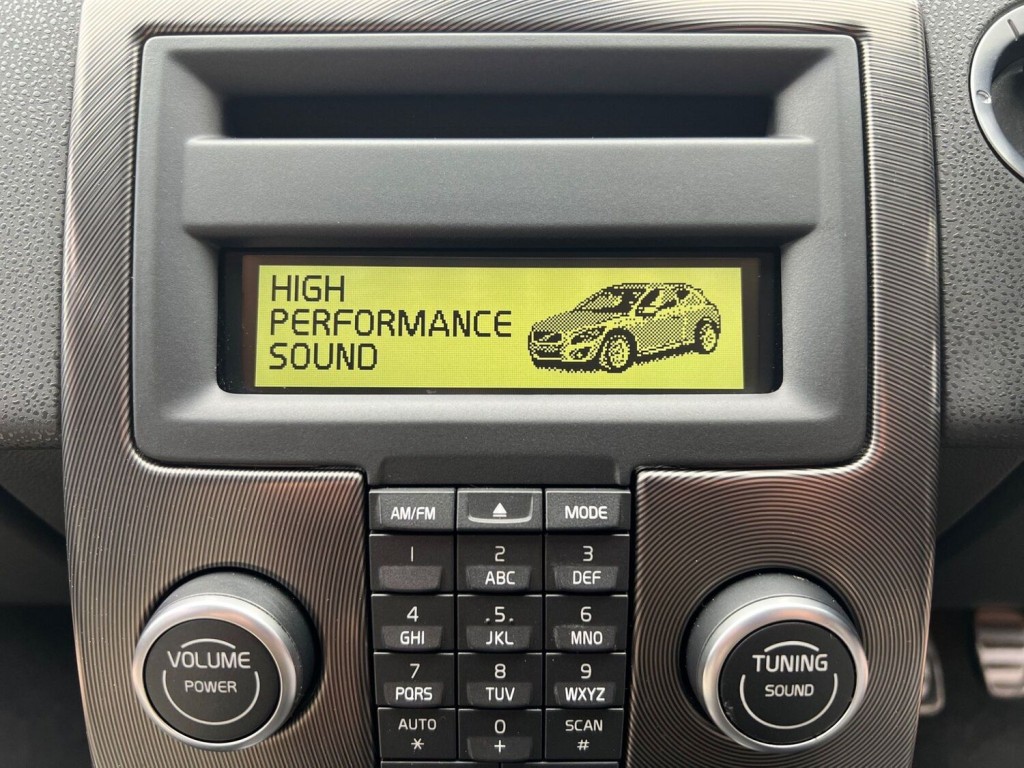 HIGH
PERFORMANCE
SOUND
AM/FM
MODE
1
2
ABC
3
DEF
4
GHI
.5.
JKL
6
MNO
7
PQRS
8
TUV
9
WXYZ
AUTO
*
0
+
SCAN
#
VOLUME
POWER
TUNING
SOUND